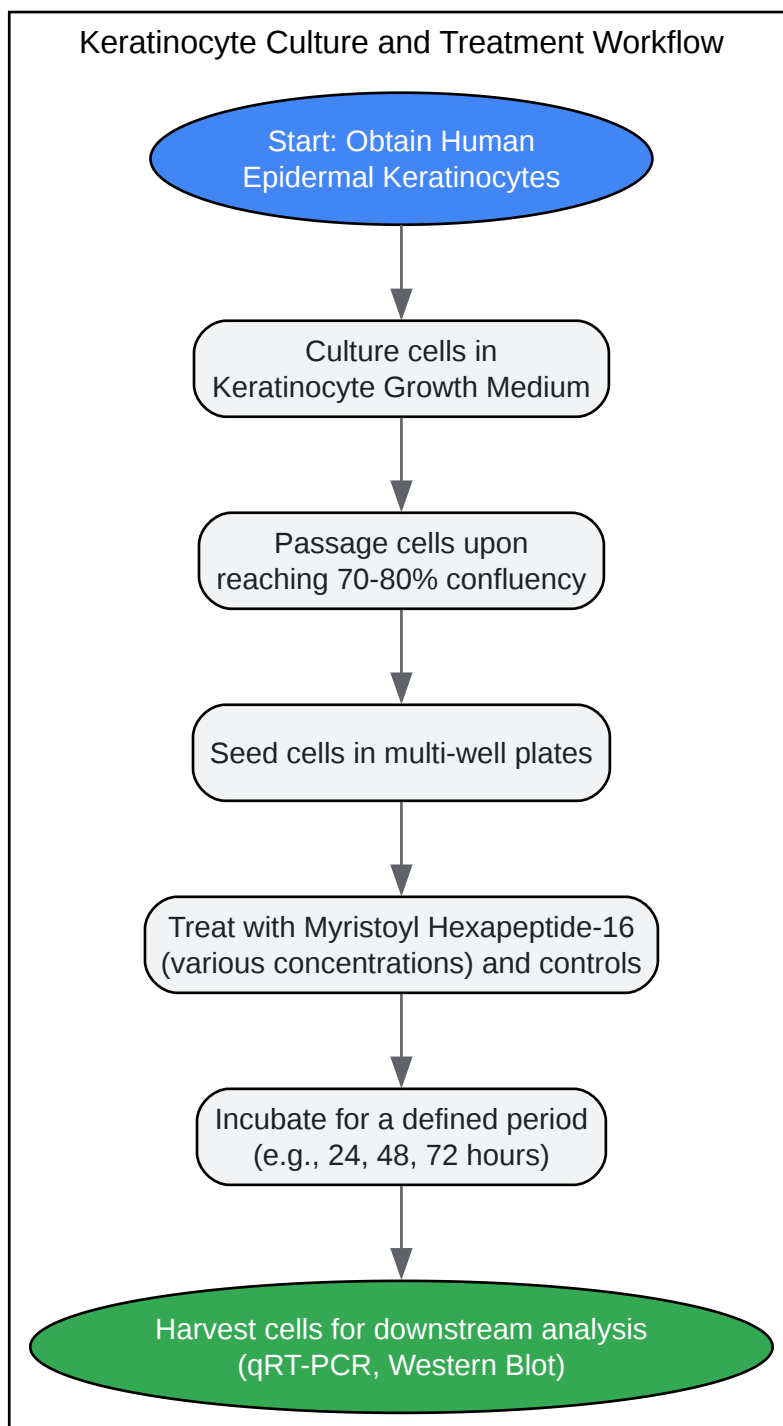 Keratinocyte Culture and Treatment Workflow
Start: Obtain Human
Epidermal Keratinocytes
Culture cells in
Keratinocyte Growth Medium
Passage cells upon
reaching 70-80% confluency
Seed cells in multi-well plates
Treat with Myristoyl Hexapeptide-16
(various concentrations) and controls
Incubate for a defined period
(e.g., 24, 48, 72 hours)
Harvest cells for downstream analysis
(qRT-PCR, Western Blot)